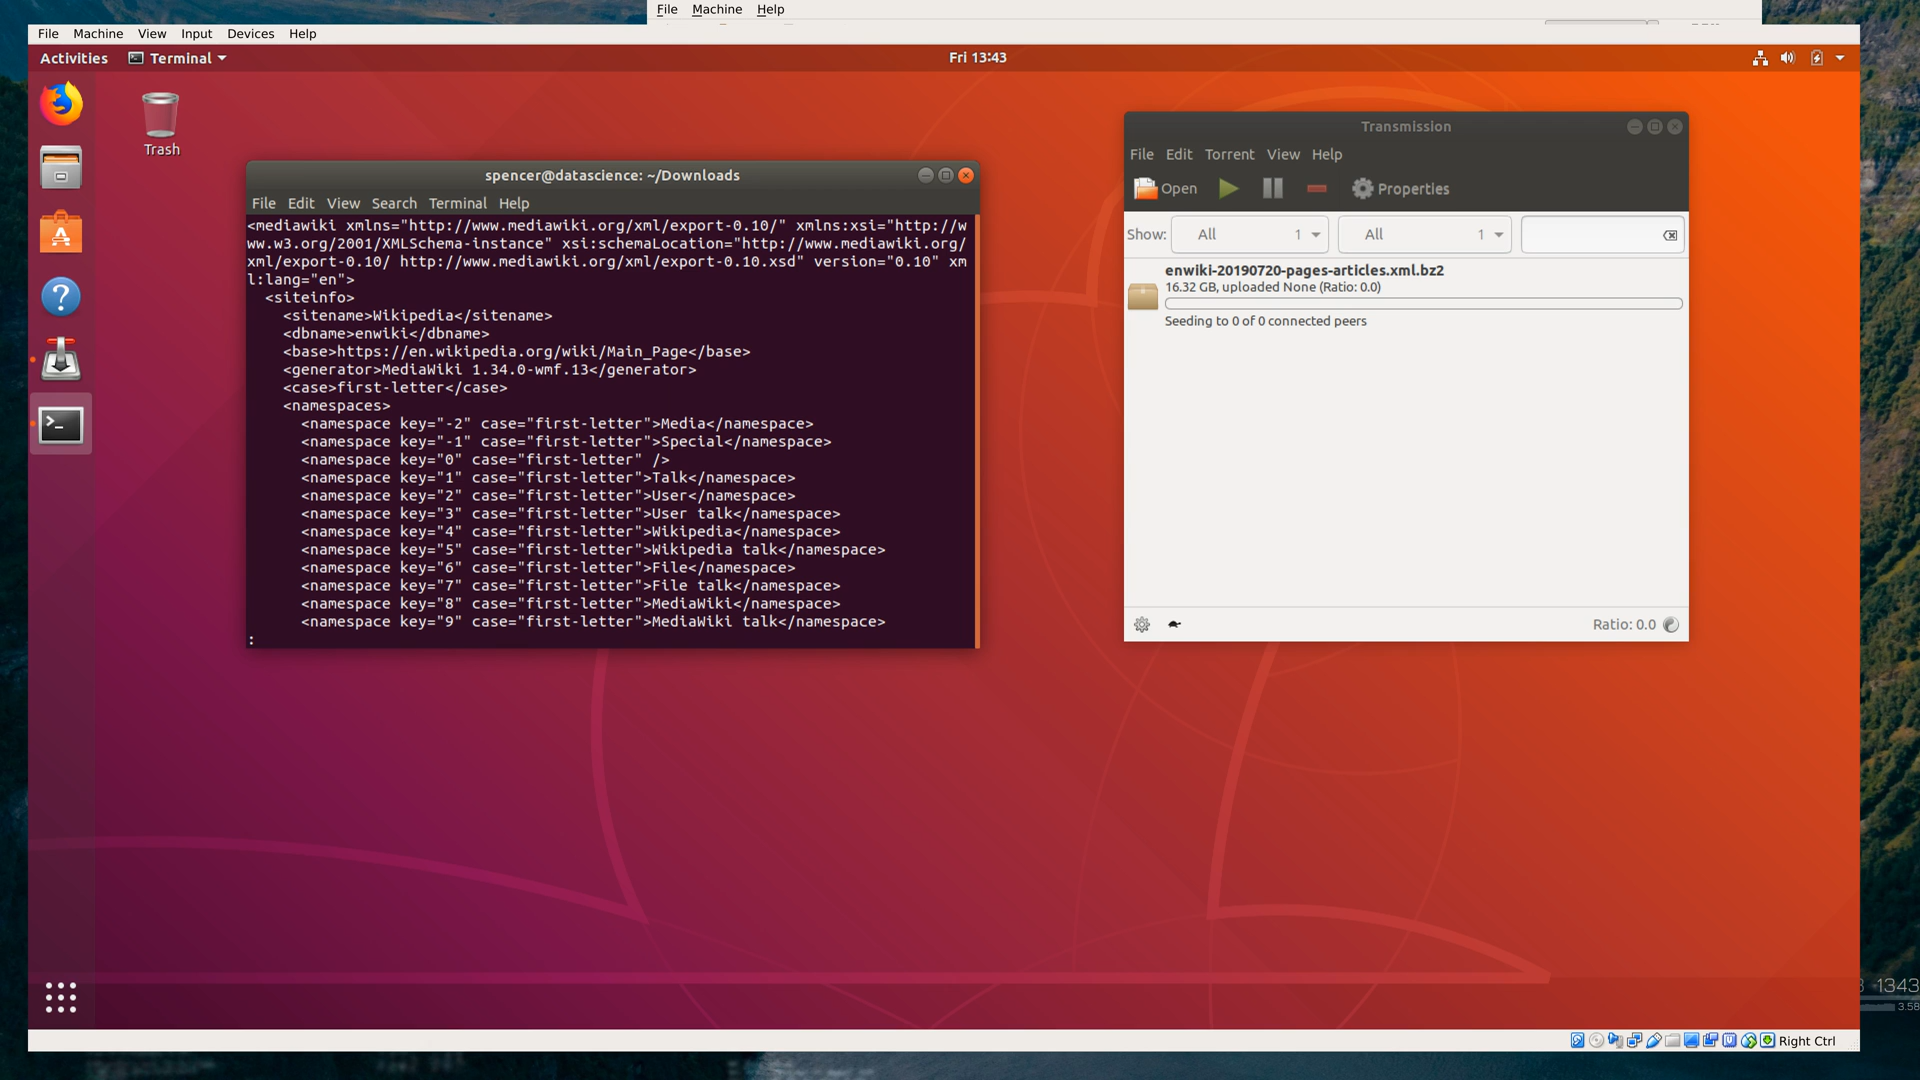 File Machine Help
File Machine View Input Devices Help
Activities Terminal Fri 13:43
Trash
spencer@datascience: ~/Downloads
File Edit View Search Terminal Help
<mediawiki xmlns="http://www.mediawiki.org/xml/export-0.10/" xmlns:xsi="http://w
ww.w3.org/2001/XMLSchema-instance" xsi:schemaLocation="http://www.mediawiki.org/
xml/export-0.10/ http://www.mediawiki.org/xml/export-0.10.xsd" version="0.10" xm
l:lang="en">
<siteinfo>
<sitename>Wikipedia</sitename>
<dbname>enwiki</dbname>
<base>https://en.wikipedia.org/wiki/Main_Page</base>
<generator>MediaWiki 1.34.0-wmf.13</generator>
<case>first-letter</case>
<namespaces>
<namespace key="-2" case="first-letter">Media</namespace>
<namespace key="-1" case="first-letter">Special</namespace>
<namespace key="0" case="first-letter" />
<namespace key="1" case="first-letter">Talk</namespace>
<namespace key="2" case="first-letter">User</namespace>
<namespace key="3" case="first-letter">User talk</namespace>
<namespace key="4" case="first-letter">Wikipedia</namespace>
<namespace key="5" case="first-letter">Wikipedia talk</namespace>
<namespace key="6" case="first-letter">File</namespace>
<namespace key="7" case="first-letter">File talk</namespace>
<namespace key="8" case="first-letter">MediaWiki</namespace>
<namespace key="9" case="first-letter">MediaWiki talk</namespace>
:
Transmission
File Edit Torrent View Help
Open Properties
Show: All 1 All 1
enwiki-20190720-pages-articles.xml.bz2
16.32 GB, uploaded None (Ratio: 0.0)
Seeding to 0 of 0 connected peers
Ratio: 0.0
1343
3.58
Right Ctrl